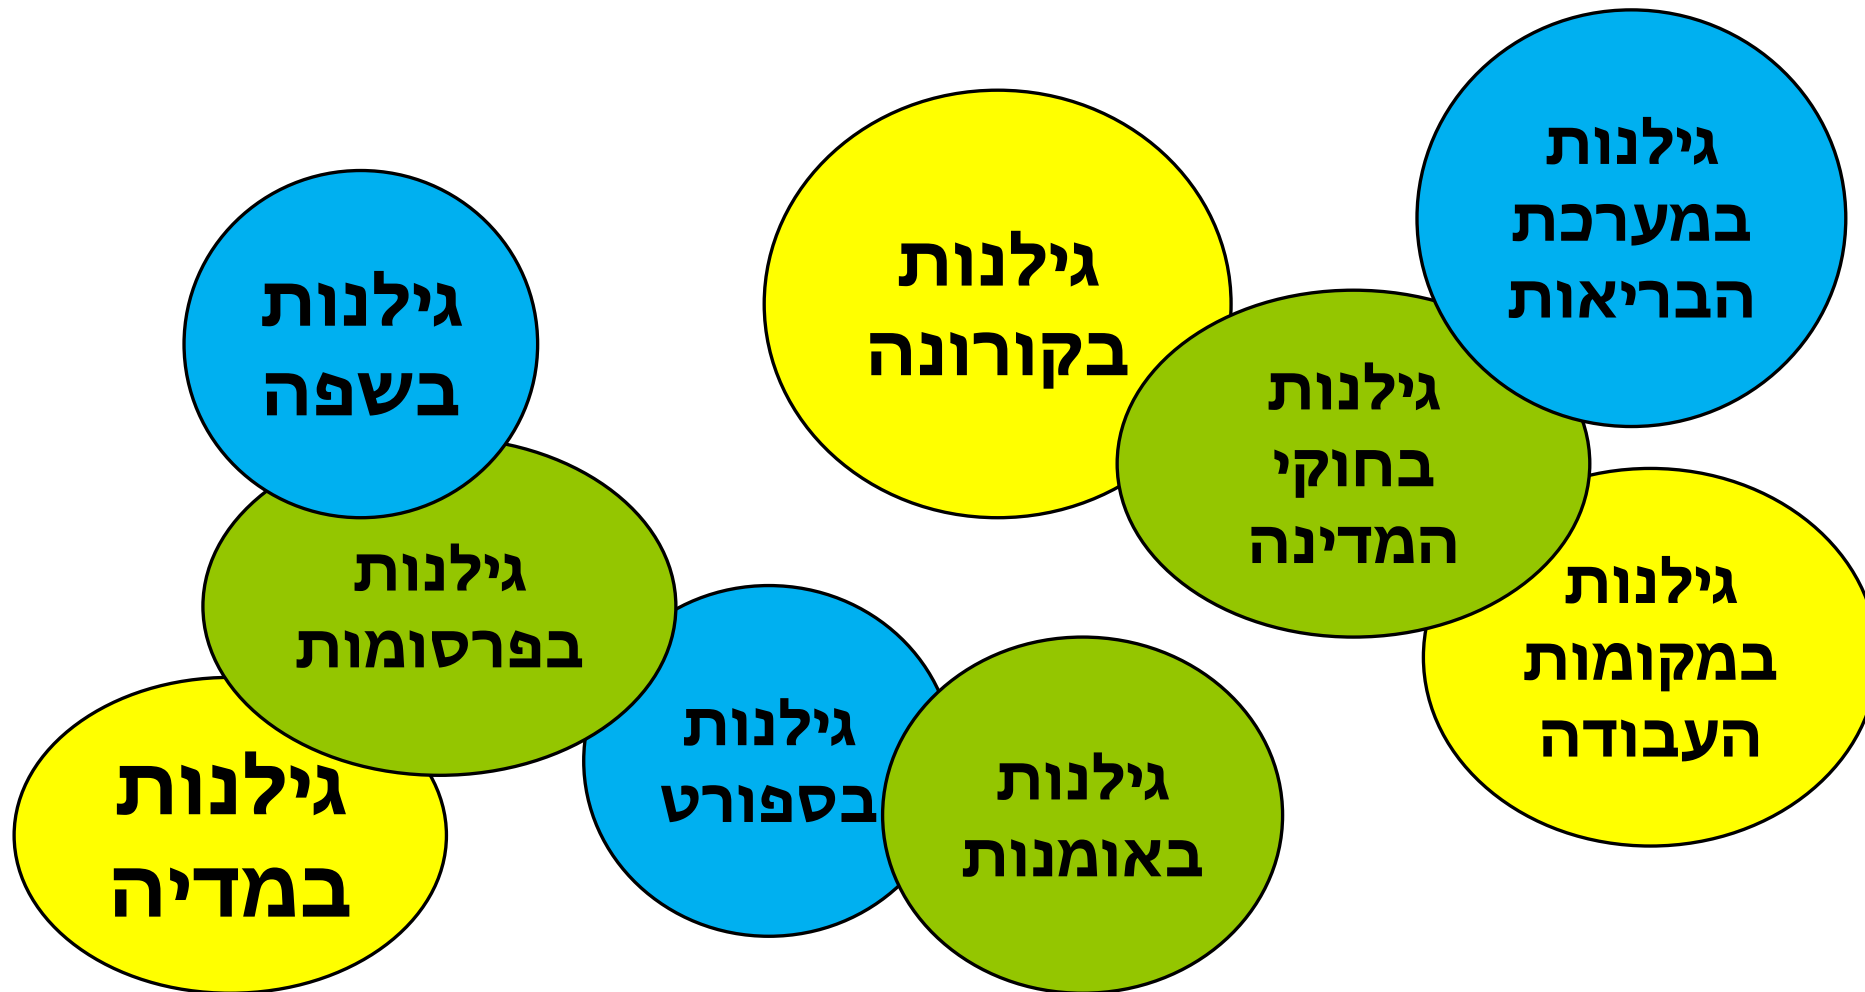 גילנות
במערכת
הבריאות
גילנות
בקורונה
גילנות
בחוקי
המדינה
גילנות
במקומות
העבודה
גילנות
בשפה
גילנות
בפרסומות
גילנות
בספורט
גילנות
באומנות
גילנות
במדיה